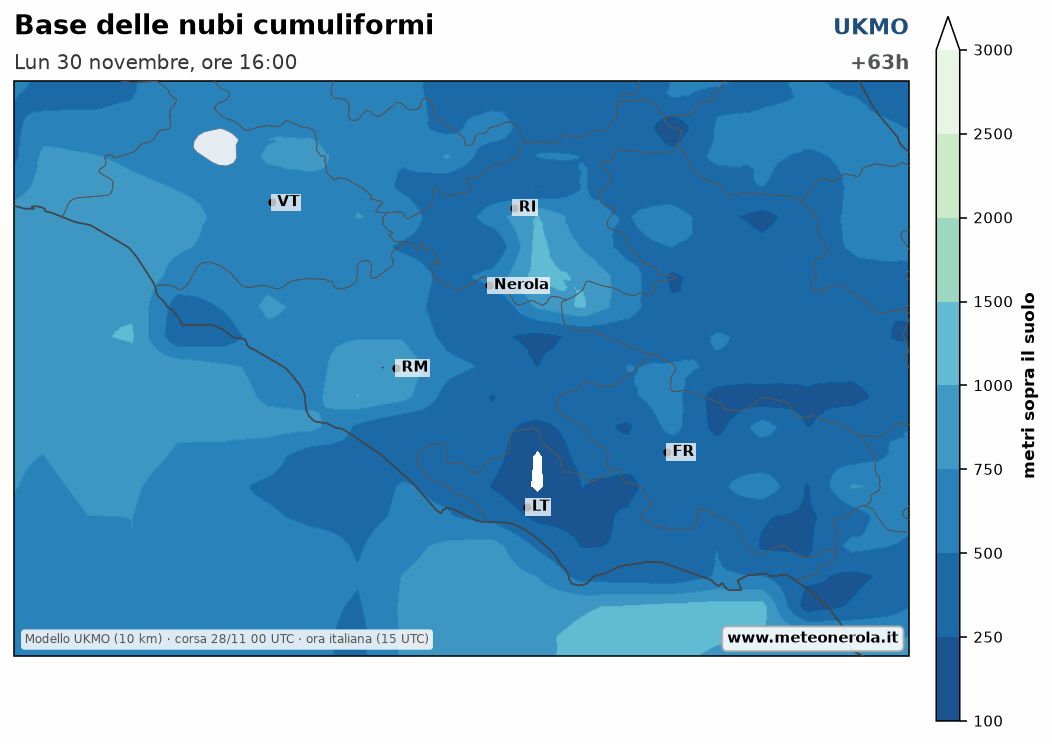 Base delle nubi cumuliformi
UKMO
Lun 30 novembre, ore 16:00
+63h
VT
RI
Nerola
RM
FR
LT
Modello UKMO (10 km) · corsa 28/11 00 UTC · ora italiana (15 UTC)
www.meteonerola.it
3000
2500
2000
1500
1000
750
500
250
100
metri sopra il suolo